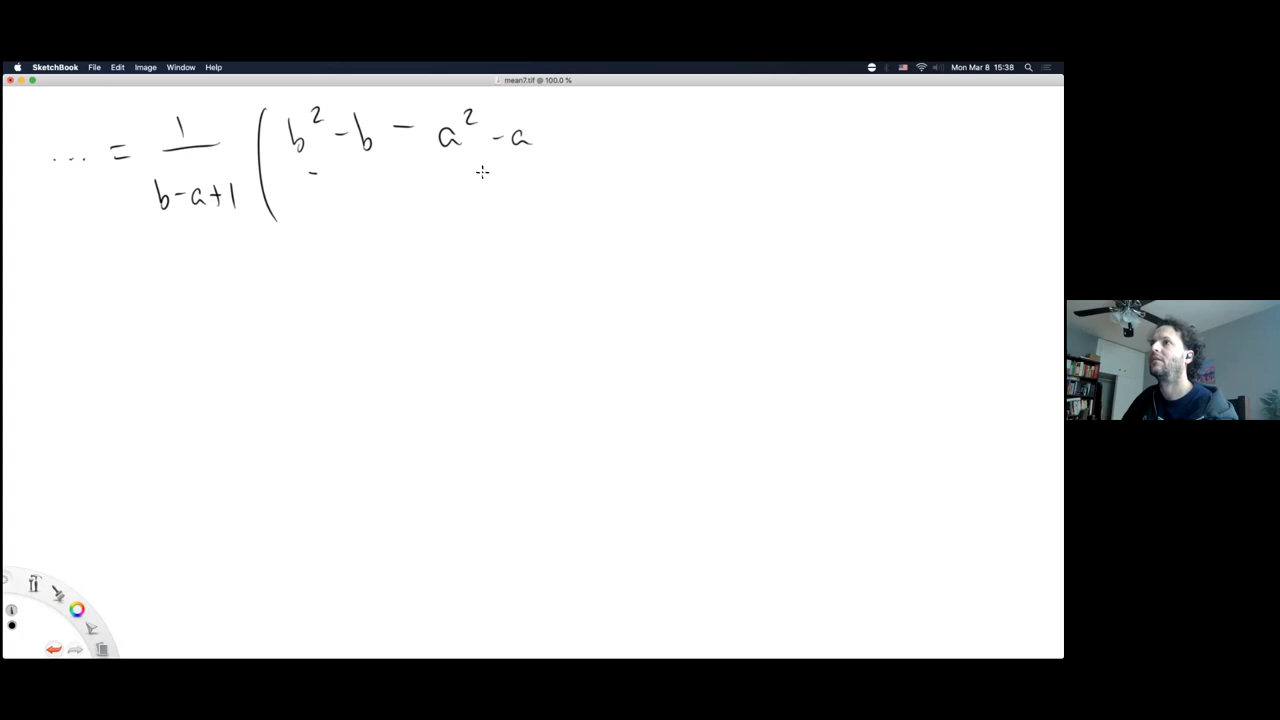 SketchBook File Edit Image Window Help Mon Mar 8 15:38
mean7.tif @ 100.0 %
... = 1/(b-a+1) ( b² - b - a² - a
-